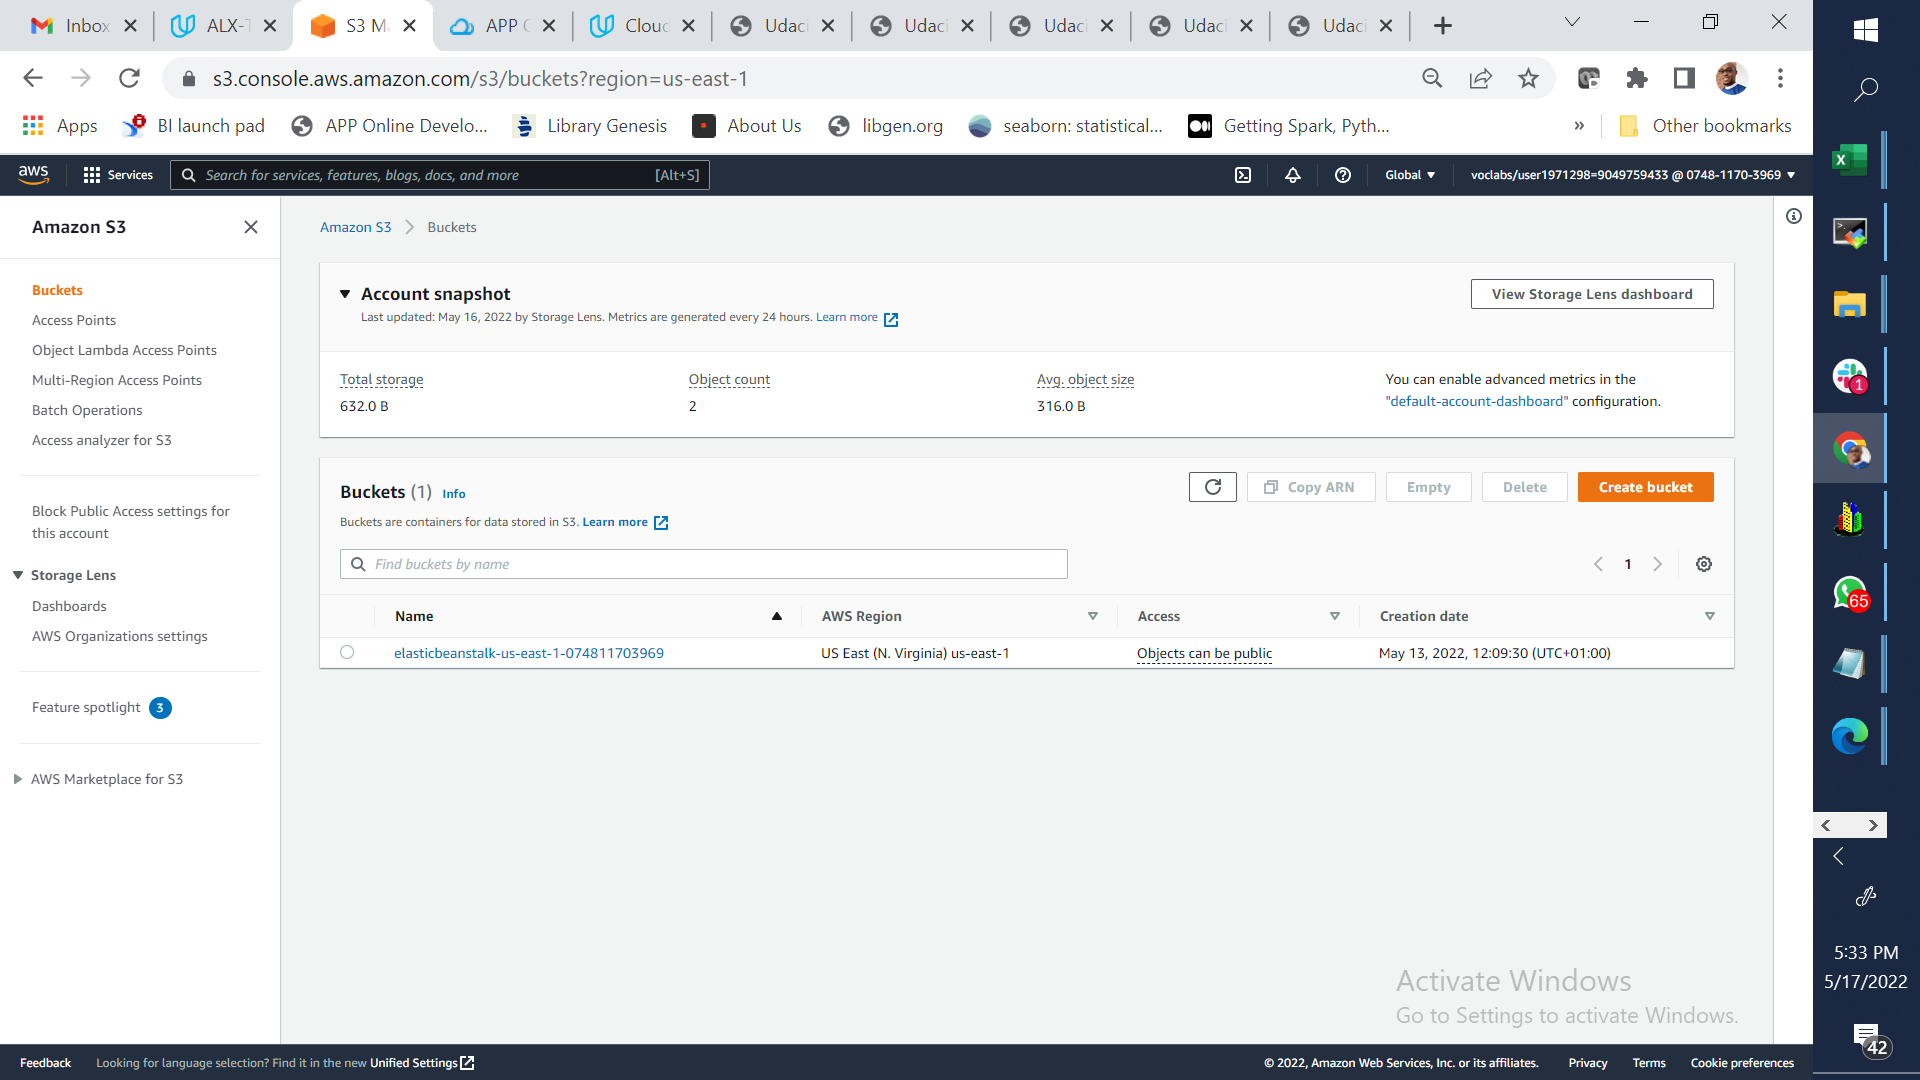 Inbox
ALX-T
S3 Ma
APP C
Cloud
Udaci
Udaci
Udaci
Udaci
Udaci
s3.console.aws.amazon.com/s3/buckets?region=us-east-1
Apps
BI launch pad
APP Online Develo...
Library Genesis
About Us
libgen.org
seaborn: statistical...
Getting Spark, Pyth...
»
Other bookmarks
aws
Services
Search for services, features, blogs, docs, and more
[Alt+S]
Global
voclabs/user1971298=9049759433 @ 0748-1170-3969
Amazon S3
Buckets
Access Points
Object Lambda Access Points
Multi-Region Access Points
Batch Operations
Access analyzer for S3
Block Public Access settings for
this account
Storage Lens
Dashboards
AWS Organizations settings
Feature spotlight 3
AWS Marketplace for S3
Amazon S3 > Buckets
Account snapshot
Last updated: May 16, 2022 by Storage Lens. Metrics are generated every 24 hours. Learn more
View Storage Lens dashboard
Total storage
632.0 B
Object count
2
Avg. object size
316.0 B
You can enable advanced metrics in the
"default-account-dashboard" configuration.
Buckets (1) Info
Buckets are containers for data stored in S3. Learn more
Copy ARN
Empty
Delete
Create bucket
Find buckets by name
1
Name
AWS Region
Access
Creation date
elasticbeanstalk-us-east-1-074811703969
US East (N. Virginia) us-east-1
Objects can be public
May 13, 2022, 12:09:30 (UTC+01:00)
Activate Windows
Go to Settings to activate Windows.
Feedback
Looking for language selection? Find it in the new Unified Settings
© 2022, Amazon Web Services, Inc. or its affiliates.
Privacy
Terms
Cookie preferences
1
65
5:33 PM
5/17/2022
42